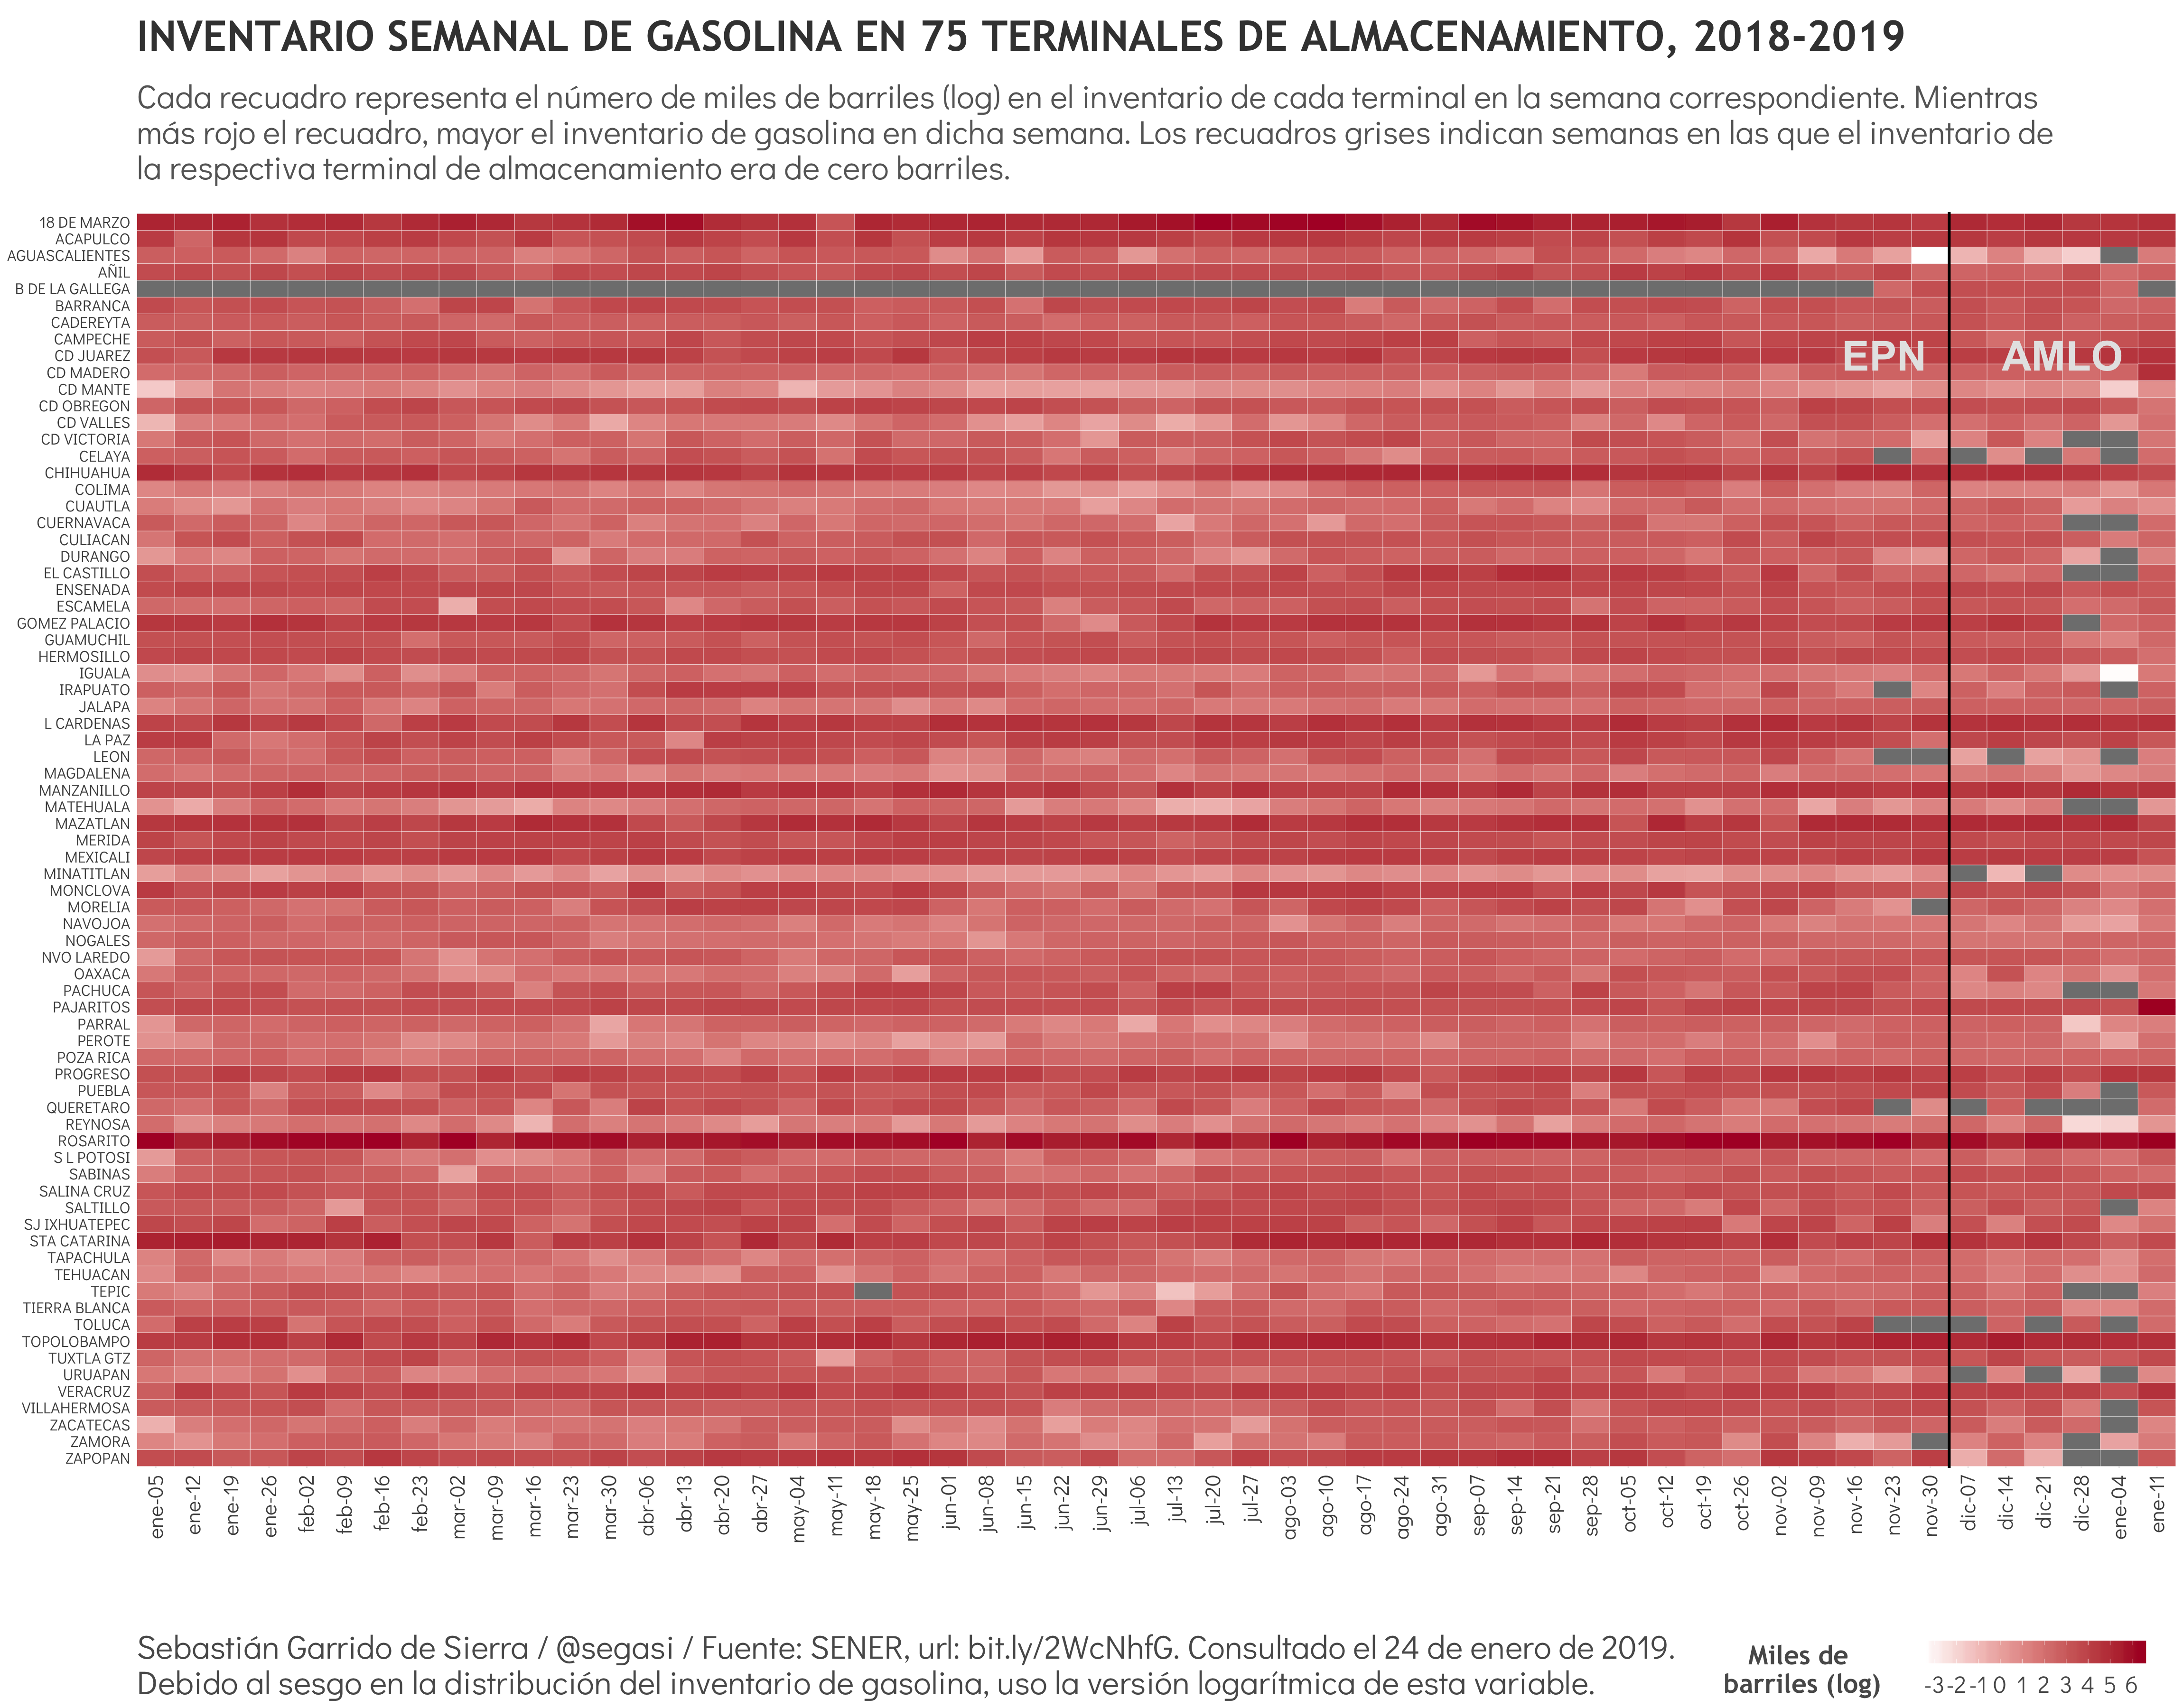 INVENTARIO SEMANAL DE GASOLINA EN 75 TERMINALES DE ALMACENAMIENTO, 2018-2019
Cada recuadro representa el número de miles de barriles (log) en el inventario de cada terminal en la semana correspondiente. Mientras
más rojo el recuadro, mayor el inventario de gasolina en dicha semana. Los recuadros grises indican semanas en las que el inventario de
la respectiva terminal de almacenamiento era de cero barriles.
18 DE MARZO
ACAPULCO
AGUASCALIENTES
AÑIL
B DE LA GALLEGA
BARRANCA
CADEREYTA
CAMPECHE
CD JUAREZ
EPN AMLO
CD MADERO
CD MANTE
CD OBREGON
CD VALLES
CD VICTORIA
CELAYA
CHIHUAHUA
COLIMA
CUAUTLA
CUERNAVACA
CULIACAN
DURANGO
EL CASTILLO
ENSENADA
ESCAMELA
GOMEZ PALACIO
GUAMUCHIL
HERMOSILLO
IGUALA
IRAPUATO
JALAPA
L CARDENAS
LA PAZ
LEON
MAGDALENA
MANZANILLO
MATEHUALA
MAZATLAN
MERIDA
MEXICALI
MINATITLAN
MONCLOVA
MORELIA
NAVOJOA
NOGALES
NVO LAREDO
OAXACA
PACHUCA
PAJARITOS
PARRAL
PEROTE
POZA RICA
PROGRESO
PUEBLA
QUERETARO
REYNOSA
ROSARITO
S L POTOSI
SABINAS
SALINA CRUZ
SALTILLO
SJ IXHUATEPEC
STA CATARINA
TAPACHULA
TEHUACAN
TEPIC
TIERRA BLANCA
TOLUCA
TOPOLOBAMPO
TUXTLA GTZ
URUAPAN
VERACRUZ
VILLAHERMOSA
ZACATECAS
ZAMORA
ZAPOPAN
ene-05 ene-12 ene-19 ene-26 feb-02 feb-09 feb-16 feb-23 mar-02 mar-09 mar-16 mar-23 mar-30 abr-06 abr-13 abr-20 abr-27 may-04 may-11 may-18 may-25 jun-01 jun-08 jun-15 jun-22 jun-29 jul-06 jul-13 jul-20 jul-27 ago-03 ago-10 ago-17 ago-24 ago-31 sep-07 sep-14 sep-21 sep-28 oct-05 oct-12 oct-19 oct-26 nov-02 nov-09 nov-16 nov-23 nov-30 dic-07 dic-14 dic-21 dic-28 ene-04 ene-11
Sebastián Garrido de Sierra / @segasi / Fuente: SENER, url: bit.ly/2WcNhfG. Consultado el 24 de enero de 2019.
Debido al sesgo en la distribución del inventario de gasolina, uso la versión logarítmica de esta variable.
Miles de
barriles (log)
-3 -2 -1 0 1 2 3 4 5 6